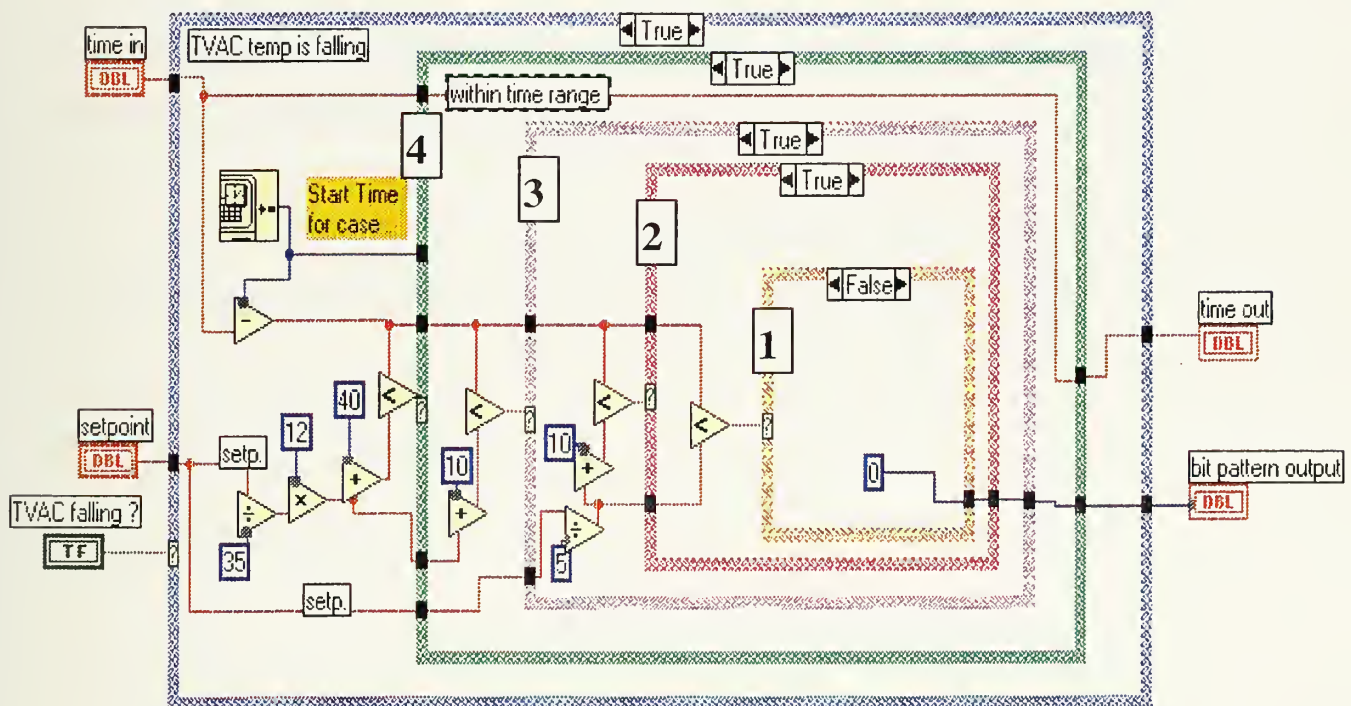 True
time in
TVAC temp is falling
DBL
True
within time range
True
4
3
True
Start Time
for case ...
2
False
1
time out
DBL
-
<
<
<
<
40
12
10
10
setpoint
DBL
setp.
+
x
+
+
0
bit pattern output
DBL
TVAC falling ?
TF
÷
35
÷
5
setp.
?
?
?
?
?